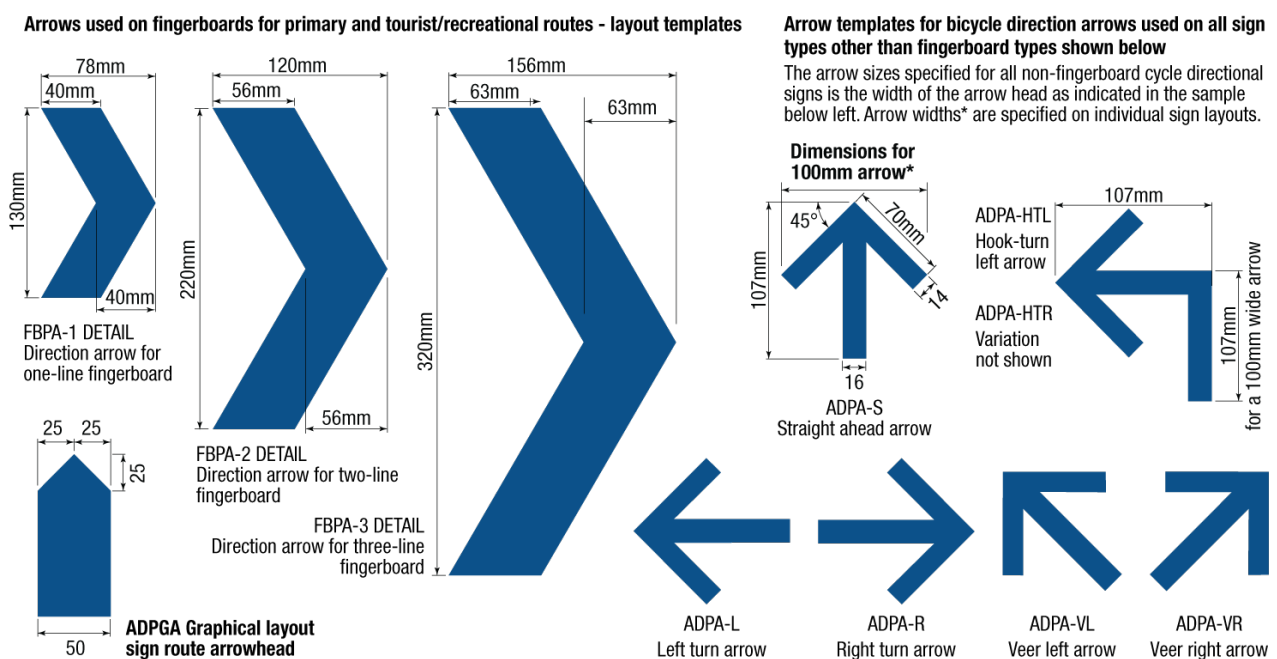 Arrows used on fingerboards for primary and tourist/recreational routes - layout templates
78mm
40mm
130mm
40mm
FBPA-1 DETAIL
Direction arrow for
one-line fingerboard
120mm
56mm
220mm
56mm
FBPA-2 DETAIL
Direction arrow for two-line
fingerboard
156mm
63mm
63mm
320mm
FBPA-3 DETAIL
Direction arrow for three-line
fingerboard
25
25
25
50
ADPGA Graphical layout
sign route arrowhead
Arrow templates for bicycle direction arrows used on all sign
types other than fingerboard types shown below
The arrow sizes specified for all non-fingerboard cycle directional
signs is the width of the arrow head as indicated in the sample
below left. Arrow widths* are specified on individual sign layouts.
Dimensions for
100mm arrow*
45°
70mm
107mm
14
16
ADPA-S
Straight ahead arrow
107mm
ADPA-HTL
Hook-turn
left arrow
ADPA-HTR
Variation
not shown
107mm
for a 100mm wide arrow
ADPA-L
Left turn arrow
ADPA-R
Right turn arrow
ADPA-VL
Veer left arrow
ADPA-VR
Veer right arrow